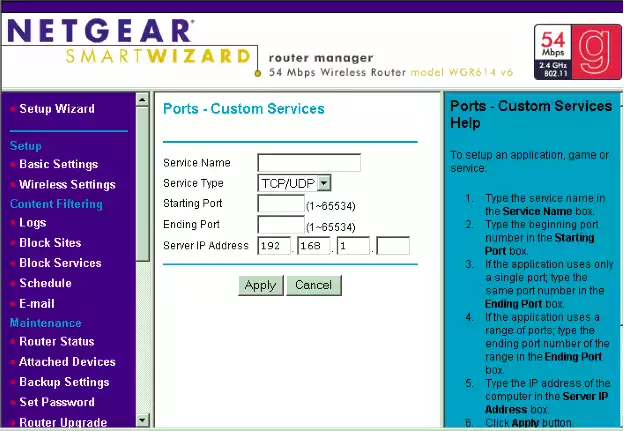 NETGEAR®
SMARTWIZARD
router manager
54 Mbps Wireless Router model WGR614 v6
54
Mbps
2.4 GHz
802.11
g
Setup Wizard
Setup
Basic Settings
Wireless Settings
Content Filtering
Logs
Block Sites
Block Services
Schedule
E-mail
Maintenance
Router Status
Attached Devices
Backup Settings
Set Password
Router Upgrade
Ports - Custom Services
Service Name
Service Type TCP/UDP
Starting Port (1~65534)
Ending Port (1~65534)
Server IP Address 192 . 168 . 1 .
Apply Cancel
Ports - Custom Services
Help
To setup an application, game or
service:
1. Type the service name in
the Service Name box.
2. Type the beginning port
number in the Starting
Port box.
3. If the application uses only
a single port; type the
same port number in the
Ending Port box.
4. If the application uses a
range of ports; type the
ending port number of the
range in the Ending Port
box.
5. Type the IP address of the
computer in the Server IP
Address box.
6. Click Apply button.